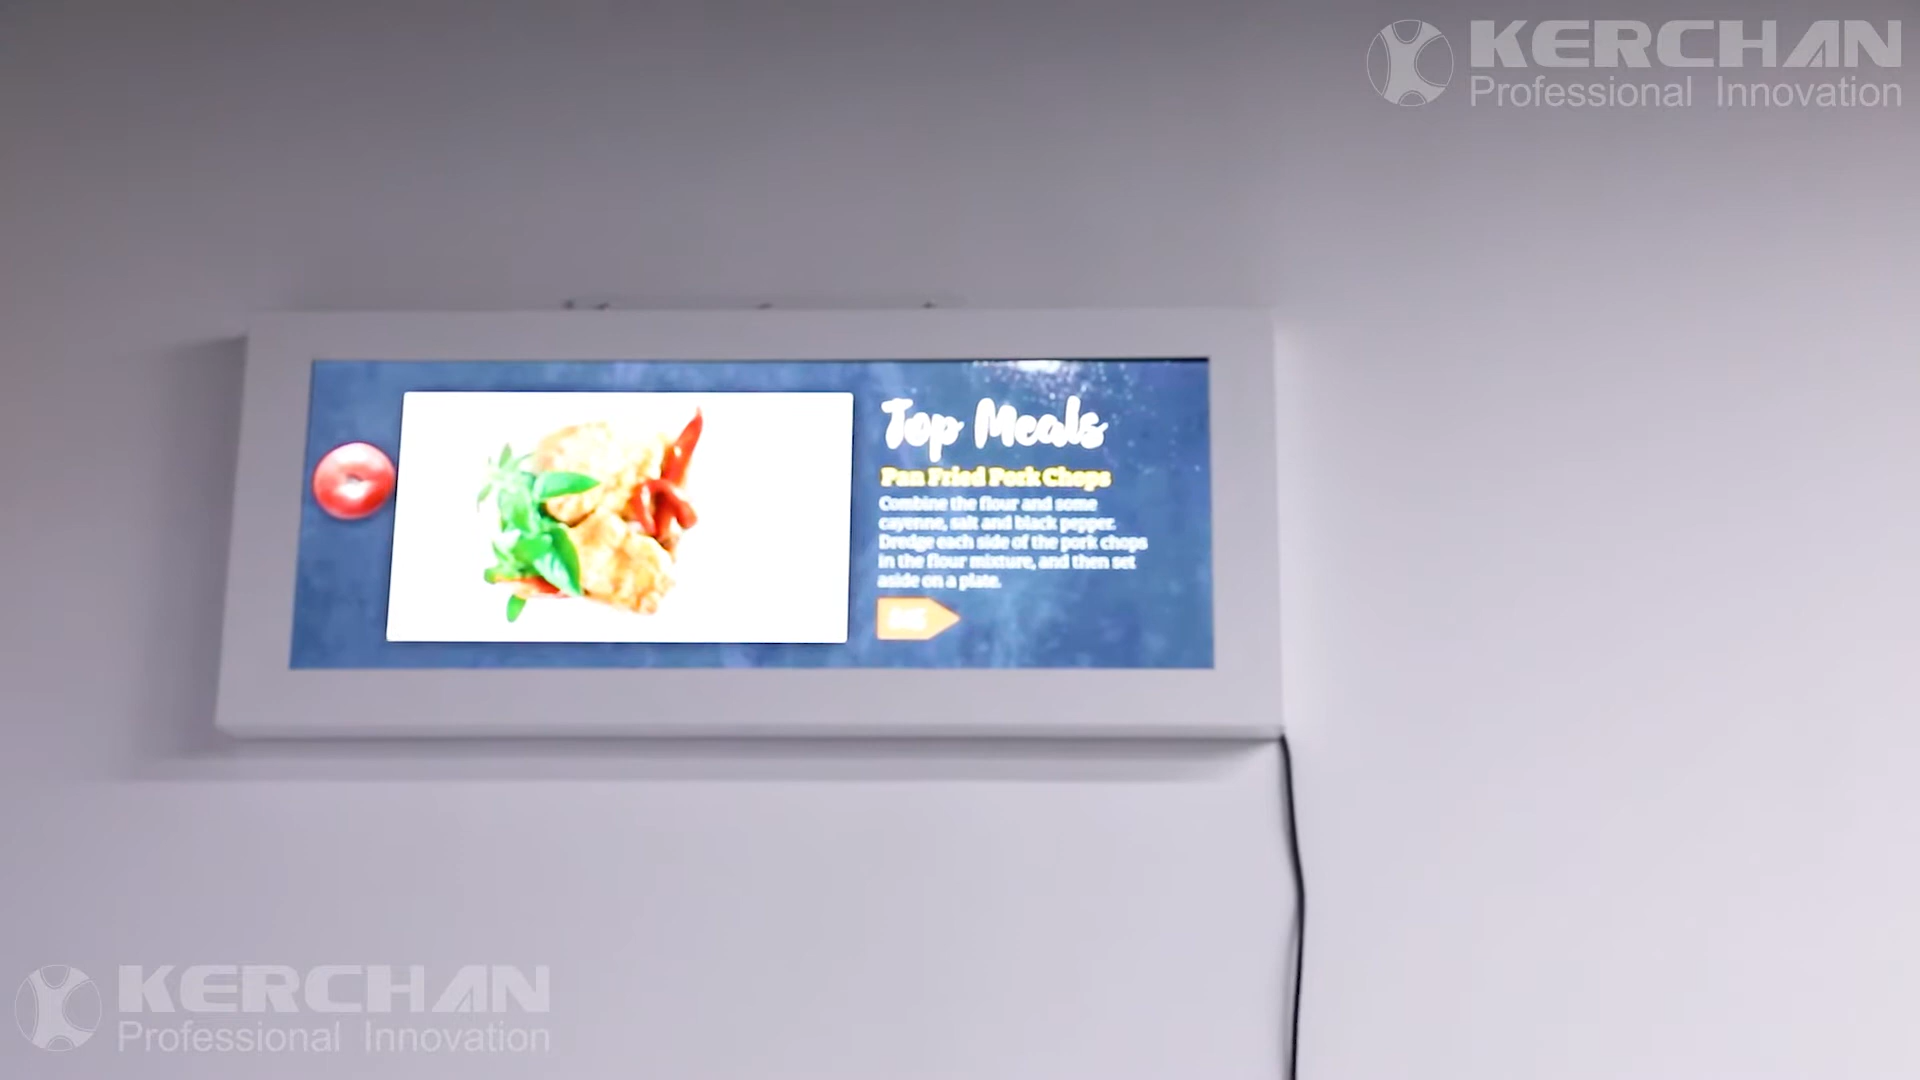 KERCHAN
Professional Innovation
Top Meals
Pan Fried Pork Chops
Combine the flour and some
cayenne, salt and black pepper.
Dredge each side of the pork chops
in the flour mixture, and then set
aside on a plate.
KERCHAN
Professional Innovation